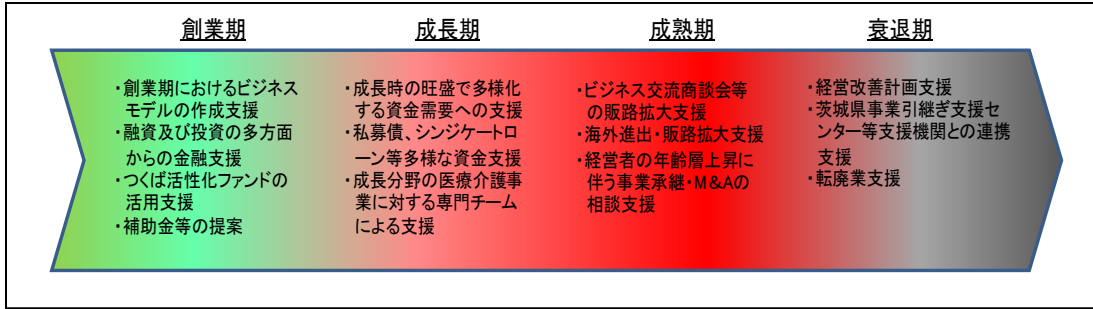 創業期
・創業期におけるビジネス
モデルの作成支援
・融資及び投資の多方面
からの金融支援
・つくば活性化ファンドの
活用支援
・補助金等の提案
成長期
・成長時の旺盛で多様化
する資金需要への支援
・私募債、シンジケートロ
ーン等多様な資金支援
・成長分野の医療介護事
業に対する専門チーム
による支援
成熟期
・ビジネス交流商談会等
の販路拡大支援
・海外進出・販路拡大支援
・経営者の年齢層上昇に
伴う事業承継・M&Aの
相談支援
衰退期
・経営改善計画支援
・茨城県事業引継ぎ支援セ
ンター等支援機関との連携
支援
・転廃業支援